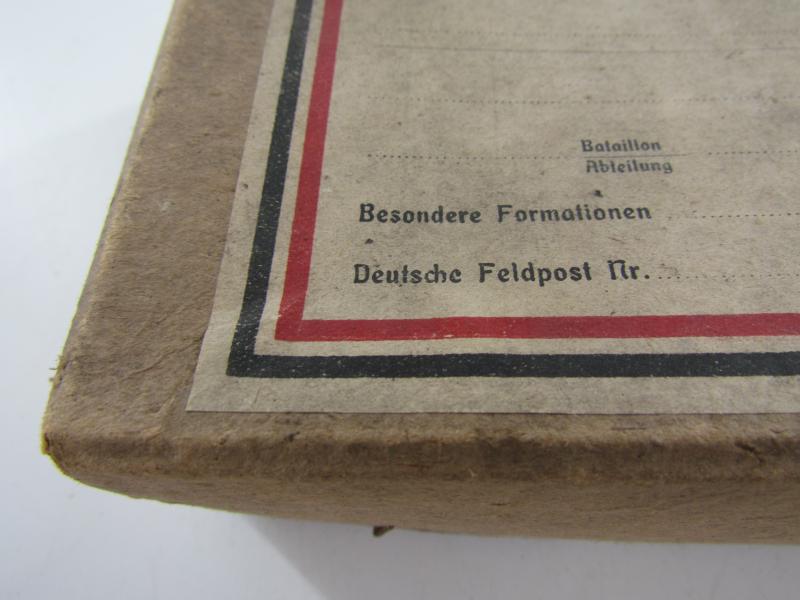 Bataillon
Abteilung
Besondere Formationen
Deutsche Feldpost Nr.